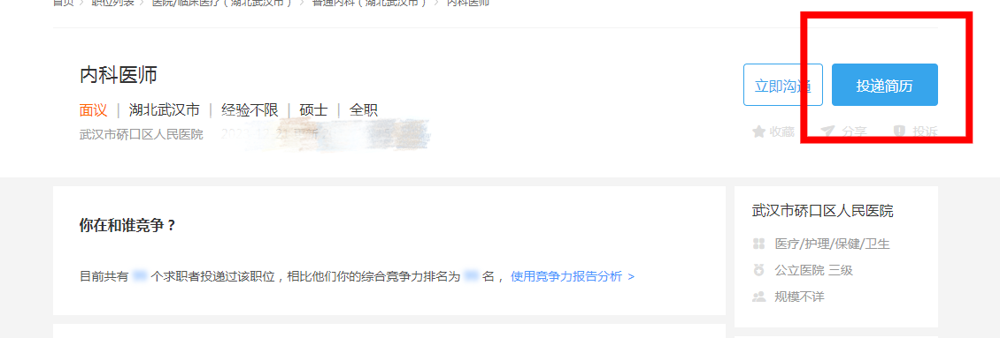 首页 > 职位列表 > 医院/临床医疗（湖北武汉市） > 普通内科（湖北武汉市） > 内科医师
内科医师
面议 | 湖北武汉市 | 经验不限 | 硕士 | 全职
武汉市硚口区人民医院
立即沟通
投递简历
收藏
分享
投诉
你在和谁竞争？
目前共有 个求职者投递过该职位，相比他们你的综合竞争力排名为 名， 使用竞争力报告分析 >
武汉市硚口区人民医院
医疗/护理/保健/卫生
公立医院 三级
规模不详